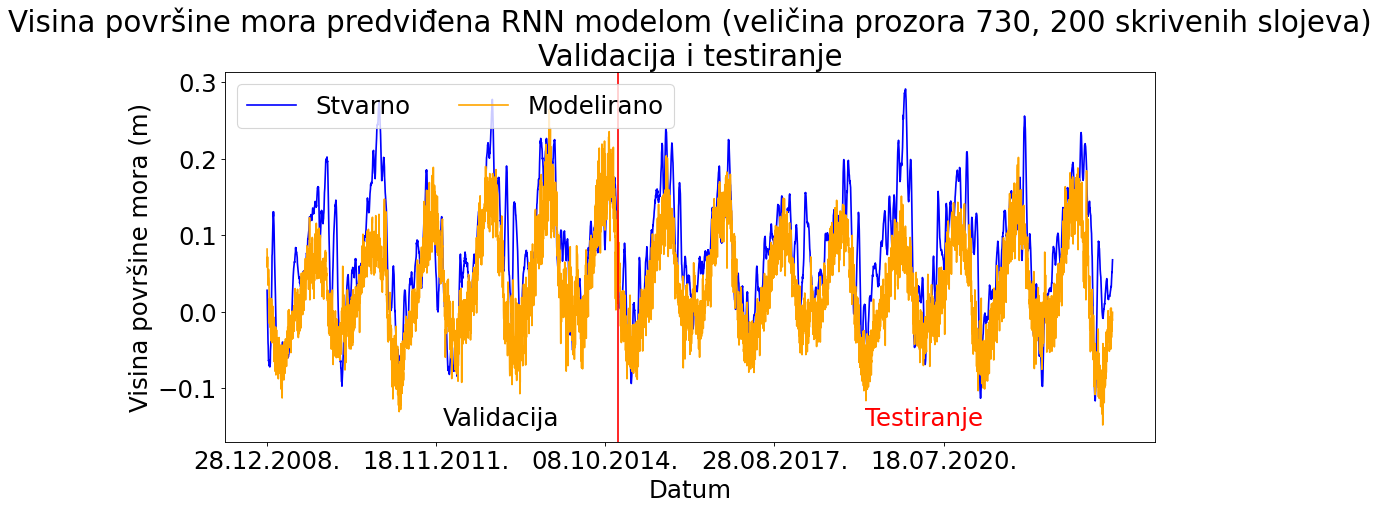 Visina površine mora predviđena RNN modelom (veličina prozora 730, 200 skrivenih slojeva)
Validacija i testiranje
Stvarno
Modelirano
Visina površine mora (m)
0.3
0.2
0.1
0.0
−0.1
Validacija
Testiranje
28.12.2008.
18.11.2011.
08.10.2014.
28.08.2017.
18.07.2020.
Datum